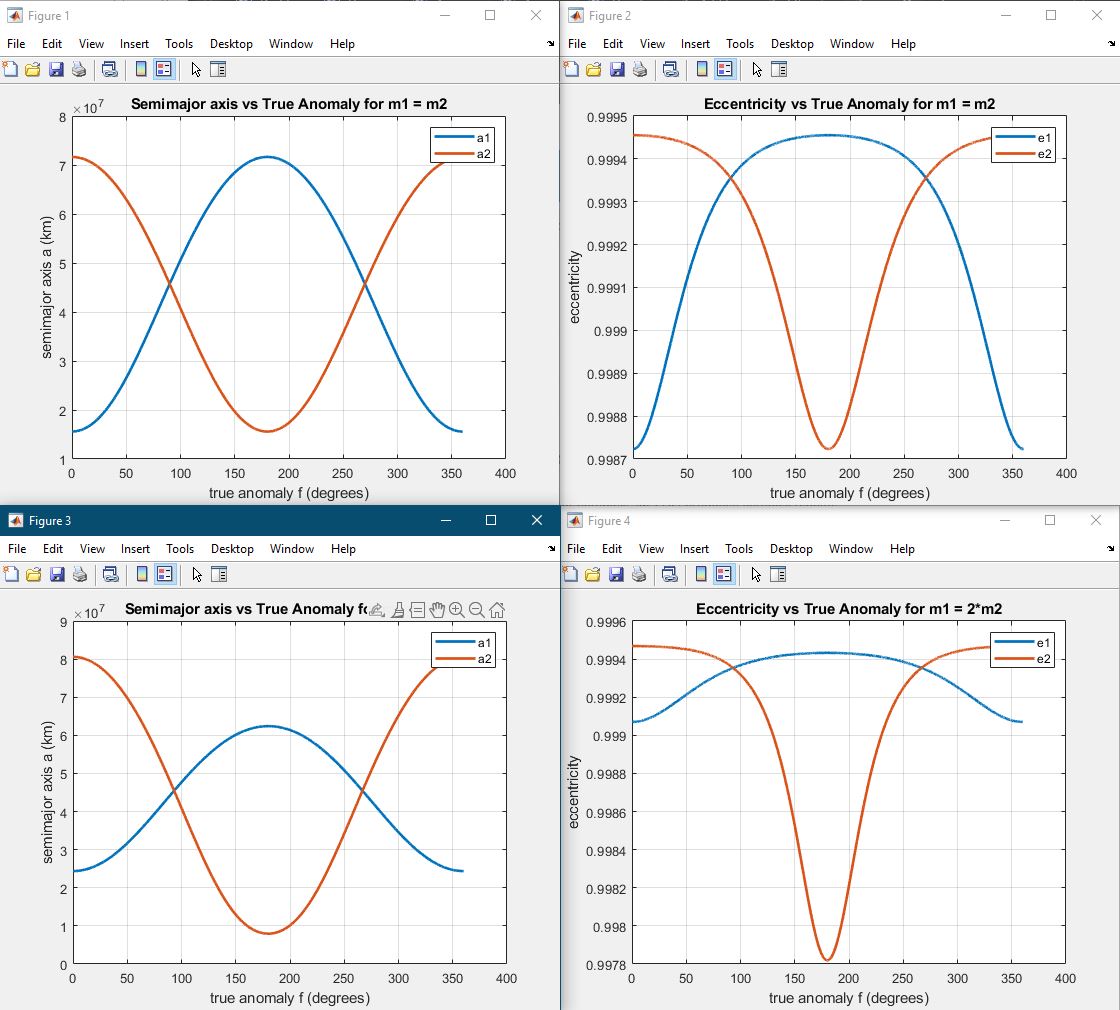 Figure 1
File Edit View Insert Tools Desktop Window Help
Semimajor axis vs True Anomaly for m1 = m2
×10^7
8
7
6
5
4
3
2
1
semimajor axis a (km)
a1
a2
0 50 100 150 200 250 300 350 400
true anomaly f (degrees)
Figure 2
File Edit View Insert Tools Desktop Window Help
Eccentricity vs True Anomaly for m1 = m2
0.9995
0.9994
0.9993
0.9992
0.9991
0.999
0.9989
0.9988
0.9987
eccentricity
e1
e2
0 50 100 150 200 250 300 350 400
true anomaly f (degrees)
Figure 3
File Edit View Insert Tools Desktop Window Help
Semimajor axis vs True Anomaly
×10^7
9
8
7
6
5
4
3
2
1
0
semimajor axis a (km)
a1
a2
0 50 100 150 200 250 300 350 400
true anomaly f (degrees)
Figure 4
File Edit View Insert Tools Desktop Window Help
Eccentricity vs True Anomaly for m1 = 2*m2
0.9996
0.9994
0.9992
0.999
0.9988
0.9986
0.9984
0.9982
0.998
0.9978
eccentricity
e1
e2
0 50 100 150 200 250 300 350 400
true anomaly f (degrees)